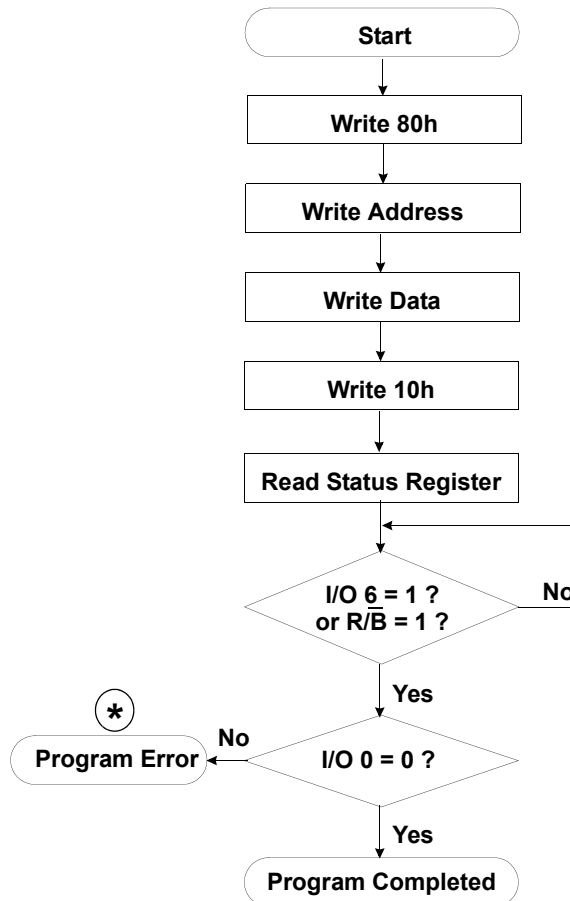 Start
Write 80h
Write Address
Write Data
Write 10h
Read Status Register
I/O 6 = 1 ?
or R/B̅ = 1 ?
No
Yes
*
Program Error
No
I/O 0 = 0 ?
Yes
Program Completed